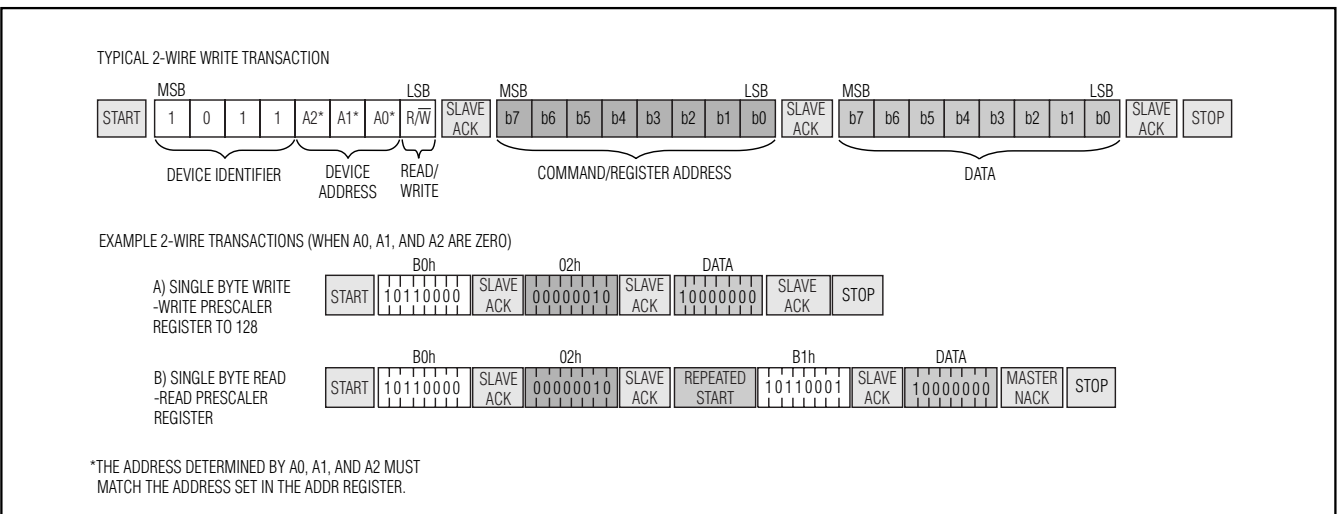 TYPICAL 2-WIRE WRITE TRANSACTION
MSB LSB MSB LSB MSB LSB
START 1 0 1 1 A2* A1* A0* R/W̅ SLAVE ACK b7 b6 b5 b4 b3 b2 b1 b0 SLAVE ACK b7 b6 b5 b4 b3 b2 b1 b0 SLAVE ACK STOP
DEVICE IDENTIFIER DEVICE ADDRESS READ/ WRITE COMMAND/REGISTER ADDRESS DATA
EXAMPLE 2-WIRE TRANSACTIONS (WHEN A0, A1, AND A2 ARE ZERO)
B0h 02h DATA
A) SINGLE BYTE WRITE
-WRITE PRESCALER
REGISTER TO 128
START 10110000 SLAVE ACK 00000010 SLAVE ACK 10000000 SLAVE ACK STOP
B0h 02h B1h DATA
B) SINGLE BYTE READ
-READ PRESCALER
REGISTER
START 10110000 SLAVE ACK 00000010 SLAVE ACK REPEATED START 10110001 SLAVE ACK 10000000 MASTER NACK STOP
*THE ADDRESS DETERMINED BY A0, A1, AND A2 MUST
MATCH THE ADDRESS SET IN THE ADDR REGISTER.